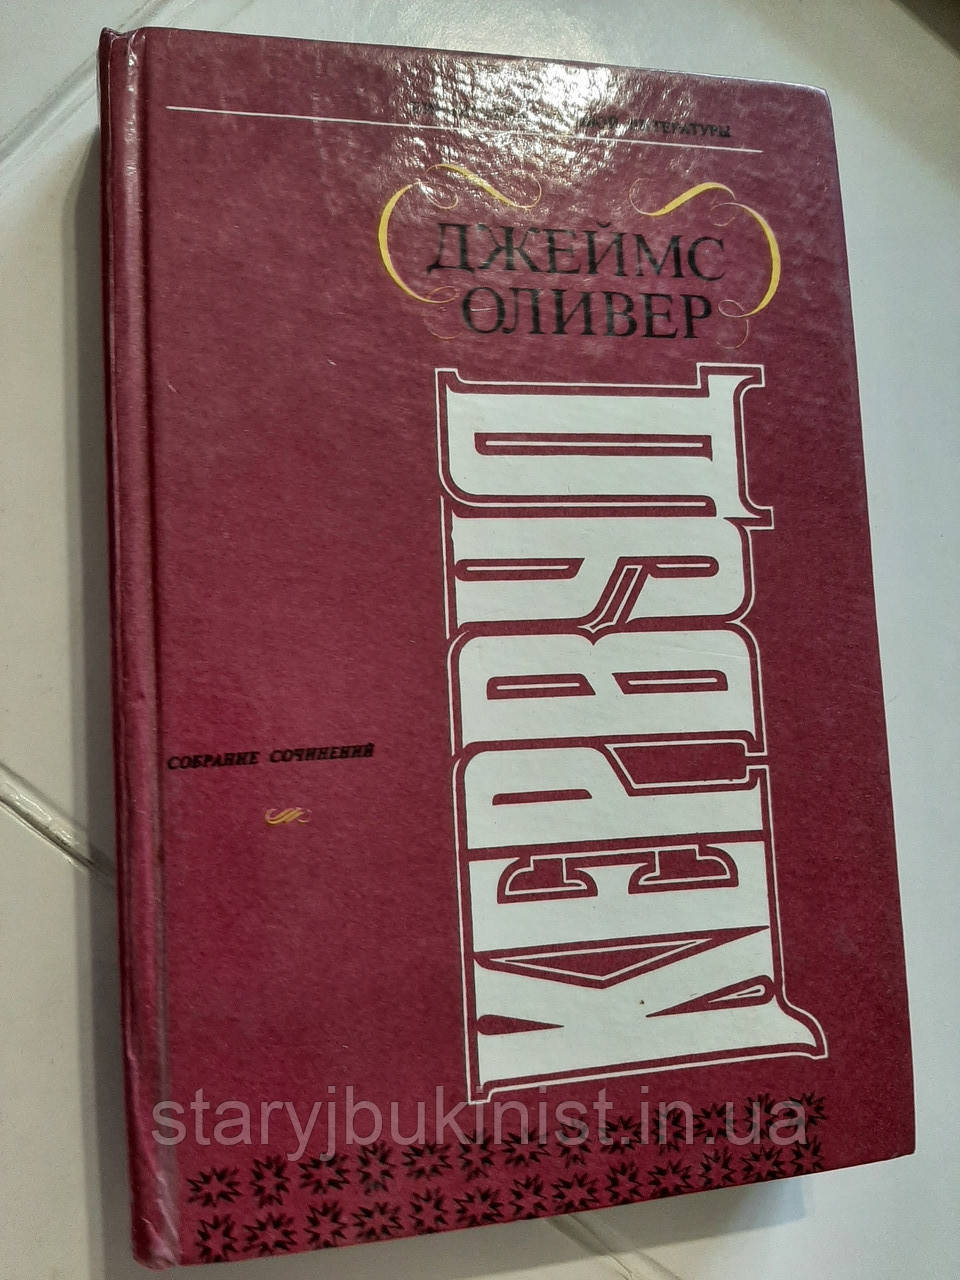 ЛИТЕРАТУРЫ
ДЖЕЙМС
ОЛИВЕР
КЕРВУД
СОБРАНИЕ СОЧИНЕНИЙ
staryjbukinist.in.ua